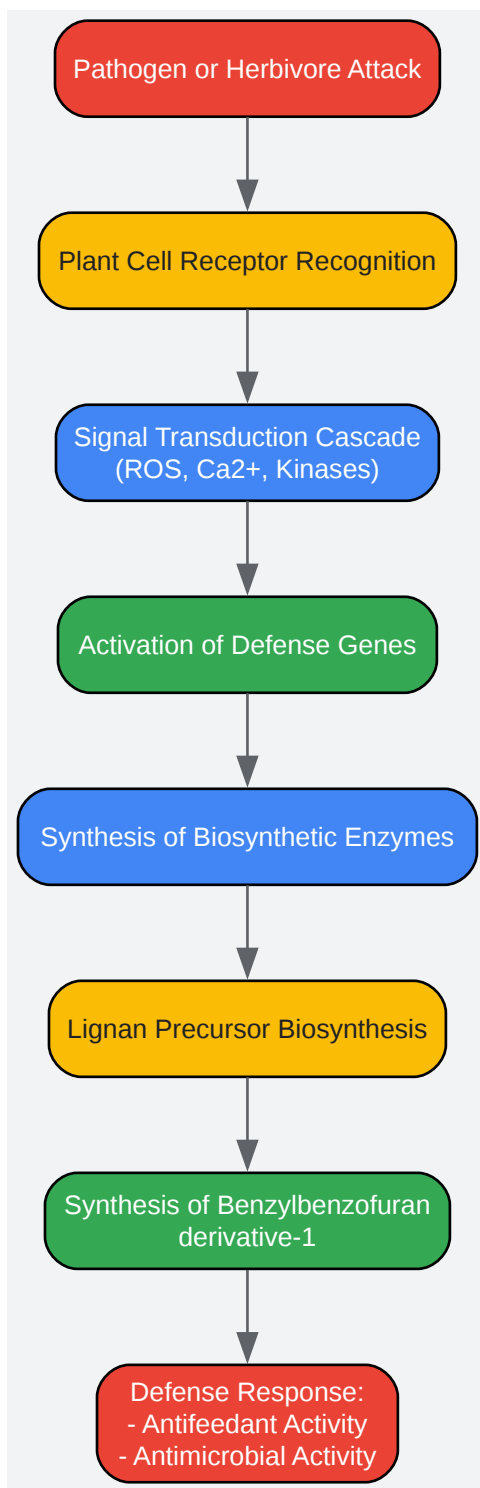 Pathogen or Herbivore Attack
Plant Cell Receptor Recognition
Signal Transduction Cascade
(ROS, Ca2+, Kinases)
Activation of Defense Genes
Synthesis of Biosynthetic Enzymes
Lignan Precursor Biosynthesis
Synthesis of Benzylbenzofuran
derivative-1
Defense Response:
- Antifeedant Activity
- Antimicrobial Activity